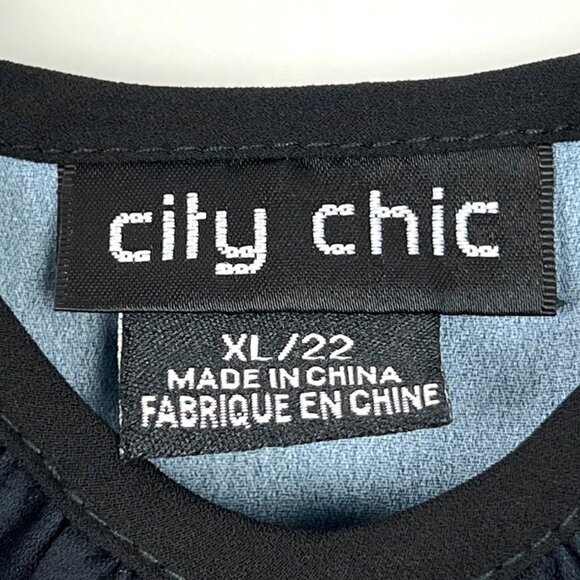 city chic
XL/22
MADE IN CHINA
FABRIQUE EN CHINE